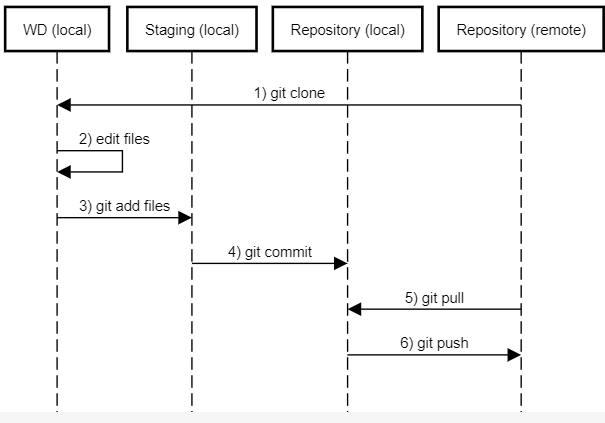 WD (local)
Staging (local)
Repository (local)
Repository (remote)
1) git clone
2) edit files
3) git add files
4) git commit
5) git pull
6) git push